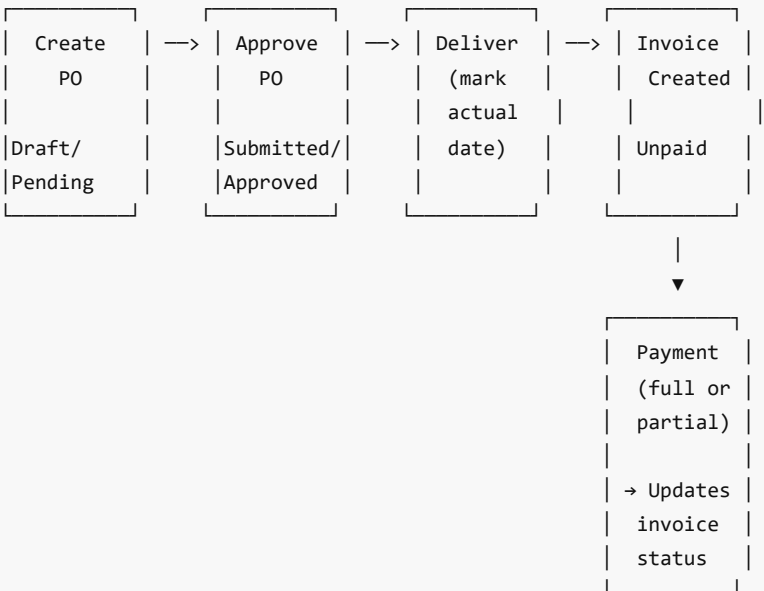 Create ──> Approve ──> Deliver ──> Invoice
PO PO (mark Created
actual
Draft/ Submitted/ date) Unpaid
Pending Approved
▼
Payment
(full or
partial)
→ Updates
invoice
status